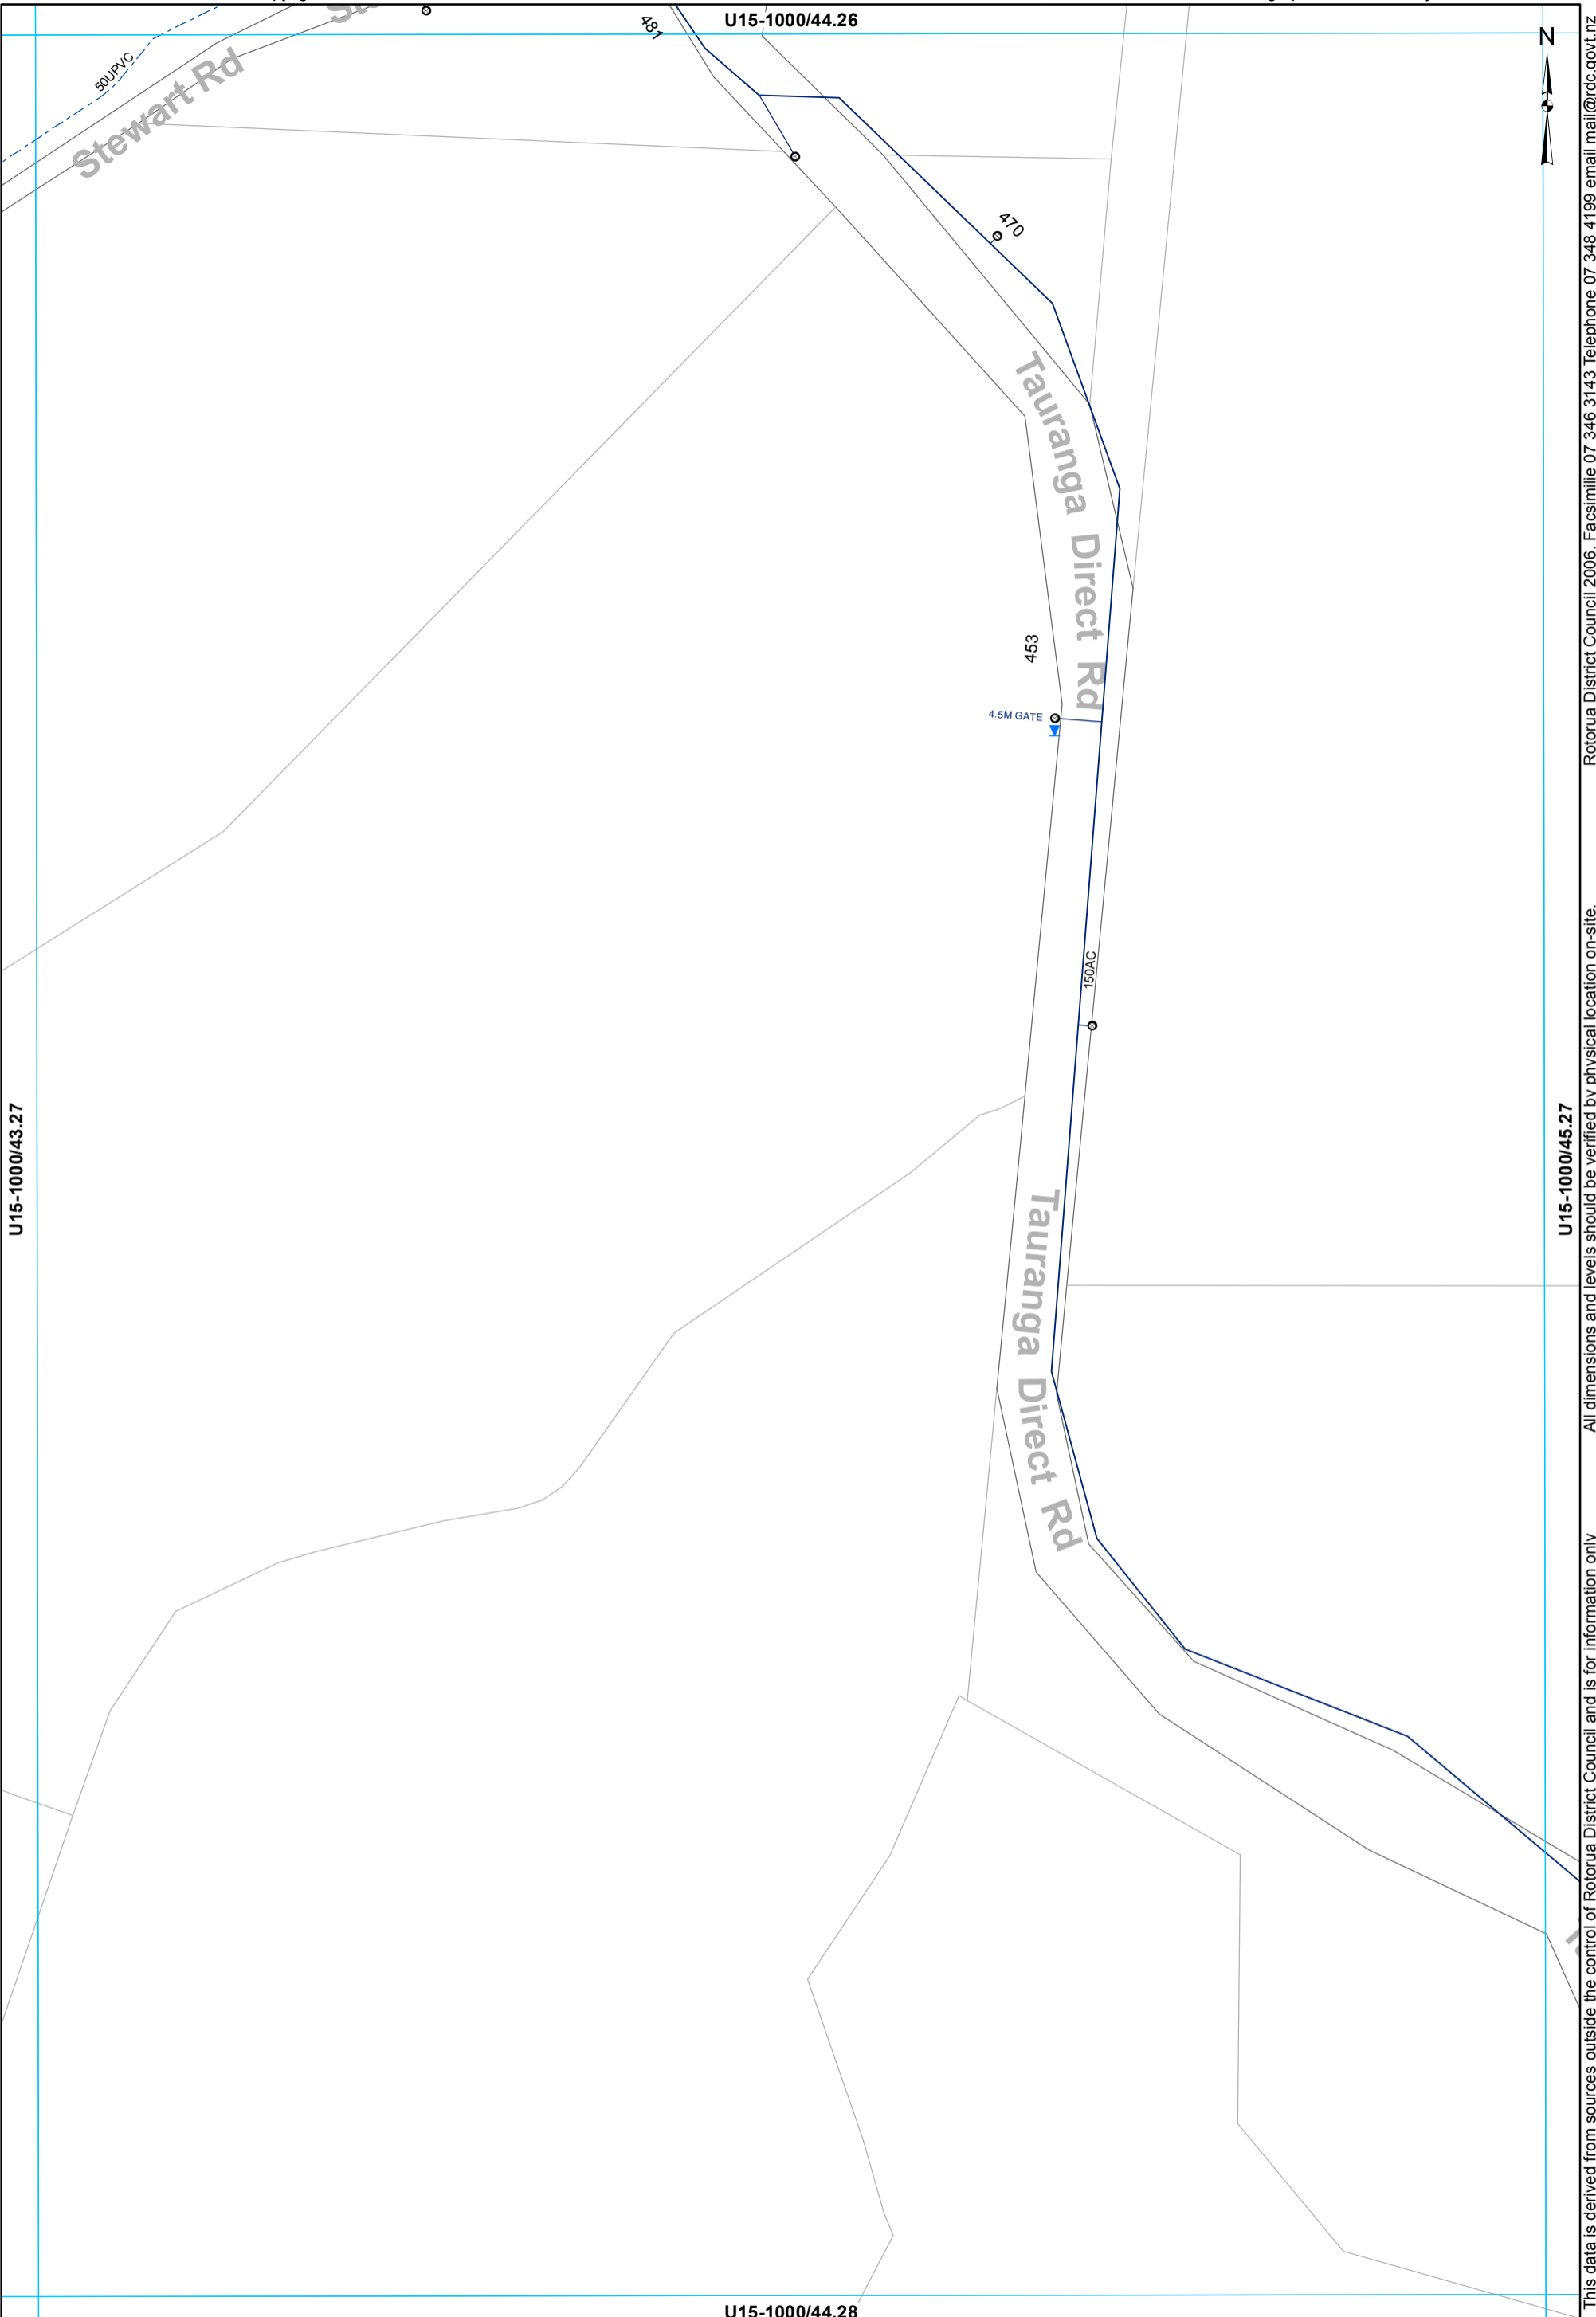 U15-1000/44.26
N
481
50UPVC
Stewart Rd
470
Tauranga Direct Rd
453
4.5M GATE
150AC
U15-1000/43.27
U15-1000/45.27
Tauranga Direct Rd
U15-1000/44.28
This data is derived from sources outside the control of Rotorua District Council and is for information only
All dimensions and levels should be verified by physical location on-site.
Rotorua District Council 2006. Facsimilie 07 346 3143 Telephone 07 348 4199 email mail@rdc.govt.nz